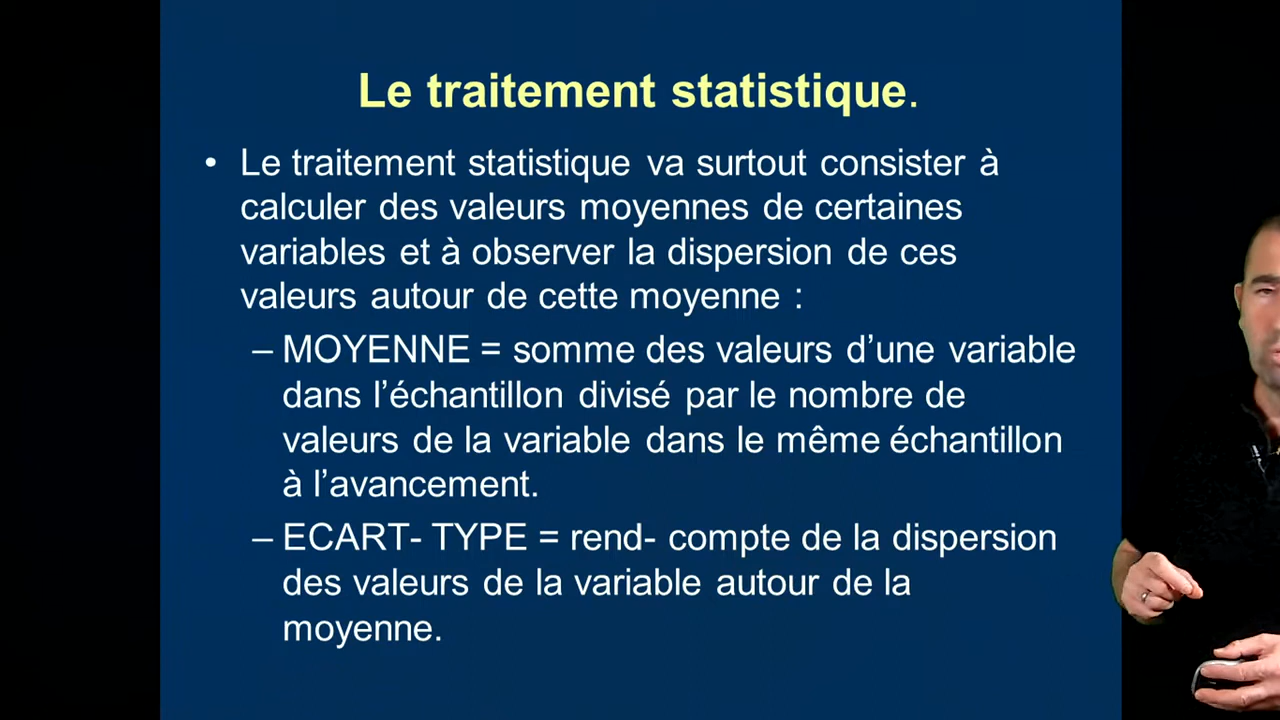 Le traitement statistique.
• Le traitement statistique va surtout consister à
calculer des valeurs moyennes de certaines
variables et à observer la dispersion de ces
valeurs autour de cette moyenne :
– MOYENNE = somme des valeurs d’une variable
dans l’échantillon divisé par le nombre de
valeurs de la variable dans le même échantillon
à l’avancement.
– ECART- TYPE = rend- compte de la dispersion
des valeurs de la variable autour de la
moyenne.